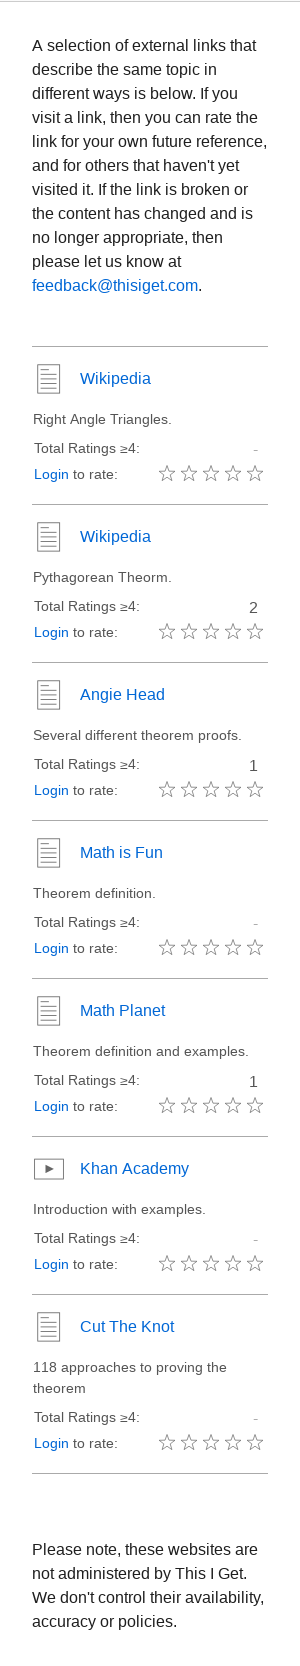 A selection of external links that
describe the same topic in
different ways is below. If you
visit a link, then you can rate the
link for your own future reference,
and for others that haven't yet
visited it. If the link is broken or
the content has changed and is
no longer appropriate, then
please let us know at
feedback@thisiget.com.
Wikipedia
Right Angle Triangles.
Total Ratings ≥4: -
Login to rate:
Wikipedia
Pythagorean Theorm.
Total Ratings ≥4: 2
Login to rate:
Angie Head
Several different theorem proofs.
Total Ratings ≥4: 1
Login to rate:
Math is Fun
Theorem definition.
Total Ratings ≥4: -
Login to rate:
Math Planet
Theorem definition and examples.
Total Ratings ≥4: 1
Login to rate:
Khan Academy
Introduction with examples.
Total Ratings ≥4: -
Login to rate:
Cut The Knot
118 approaches to proving the
theorem
Total Ratings ≥4: -
Login to rate:
Please note, these websites are
not administered by This I Get.
We don't control their availability,
accuracy or policies.